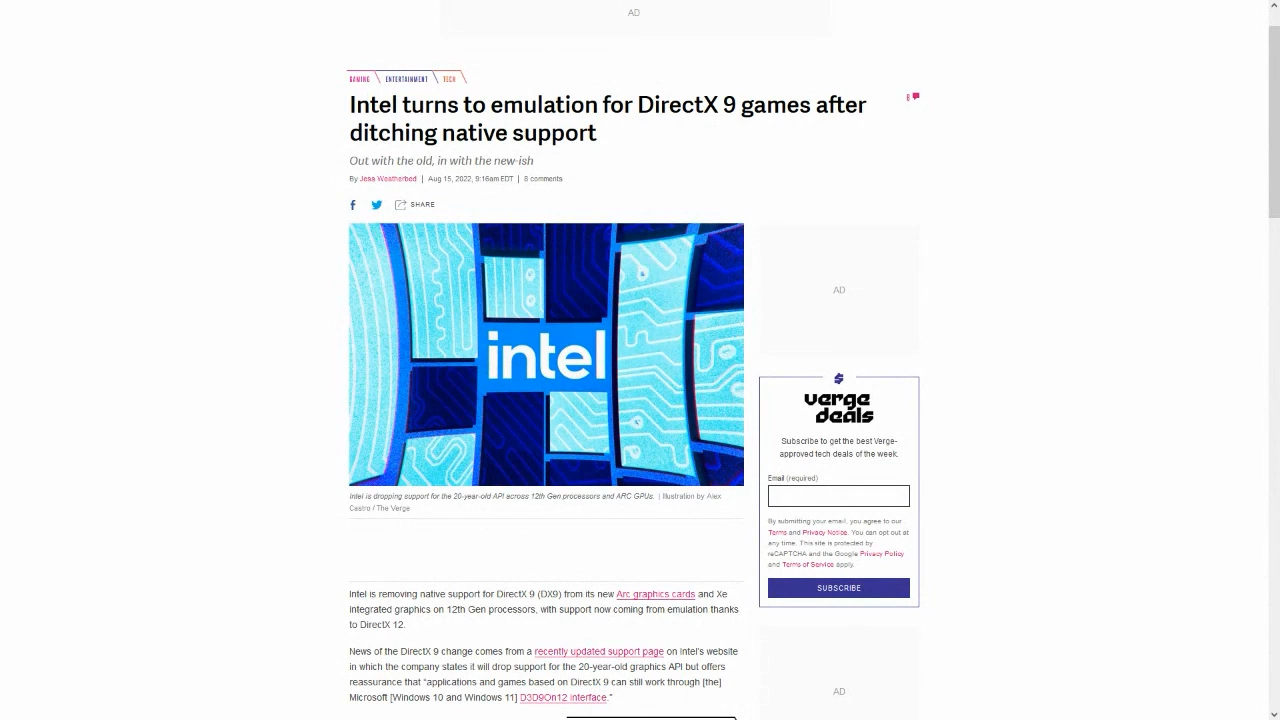 AD
GAMING ENTERTAINMENT TECH
Intel turns to emulation for DirectX 9 games after
ditching native support
8
Out with the old, in with the new-ish
By Jess Weatherbed | Aug 15, 2022, 9:16am EDT | 8 comments
SHARE
intel
Intel is dropping support for the 20-year-old API across 12th Gen processors and ARC GPUs. | Illustration by Alex
Castro / The Verge
Intel is removing native support for DirectX 9 (DX9) from its new Arc graphics cards and Xe
integrated graphics on 12th Gen processors, with support now coming from emulation thanks
to DirectX 12.
News of the DirectX 9 change comes from a recently updated support page on Intel's website
in which the company states it will drop support for the 20-year-old graphics API but offers
reassurance that "applications and games based on DirectX 9 can still work through [the]
Microsoft [Windows 10 and Windows 11] D3D9On12 interface."
AD
verge
deals
Subscribe to get the best Verge-
approved tech deals of the week.
Email (required)
By submitting your email, you agree to our
Terms and Privacy Notice. You can opt out at
any time. This site is protected by
reCAPTCHA and the Google Privacy Policy
and Terms of Service apply.
SUBSCRIBE
AD